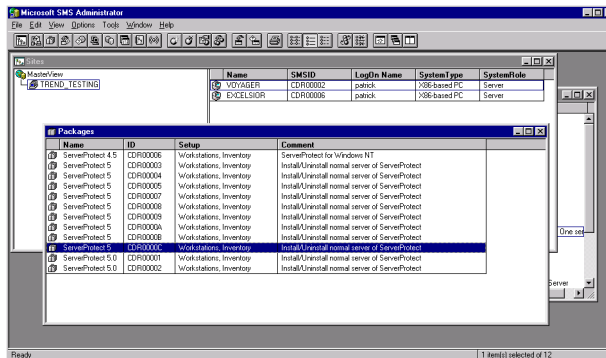 Microsoft SMS Administrator
File Edit View Options Tools Window Help
Sites
MasterView
TREND_TESTING
Name SMSID LogOn Name SystemType SystemRole
VOYAGER CDR00002 patrick X86-based PC Server
EXCELSIOR CDR00006 patrick X86-based PC Server
Packages
Name ID Setup Comment
ServerProtect 4.5 CDR00006 Workstations, Inventory ServerProtect for Windows NT
ServerProtect 5 CDR00003 Workstations, Inventory Install/Uninstall normal server of ServerProtect
ServerProtect 5 CDR00004 Workstations, Inventory Install/Uninstall normal server of ServerProtect
ServerProtect 5 CDR00005 Workstations, Inventory Install/Uninstall normal server of ServerProtect
ServerProtect 5 CDR00007 Workstations, Inventory Install/Uninstall normal server of ServerProtect
ServerProtect 5 CDR00008 Workstations, Inventory Install/Uninstall normal server of ServerProtect
ServerProtect 5 CDR00009 Workstations, Inventory Install/Uninstall normal server of ServerProtect
ServerProtect 5 CDR0000A Workstations, Inventory Install/Uninstall normal server of ServerProtect
ServerProtect 5 CDR0000B Workstations, Inventory Install/Uninstall normal server of ServerProtect
ServerProtect 5 CDR0000C Workstations, Inventory Install/Uninstall normal server of ServerProtect
ServerProtect 5.0 CDR00001 Workstations, Inventory Install/Uninstall normal server of ServerProtect
ServerProtect 5.0 CDR00002 Workstations, Inventory Install/Uninstall normal server of ServerProtect
One ser
Server
Ready 1 item(s) selected of 12